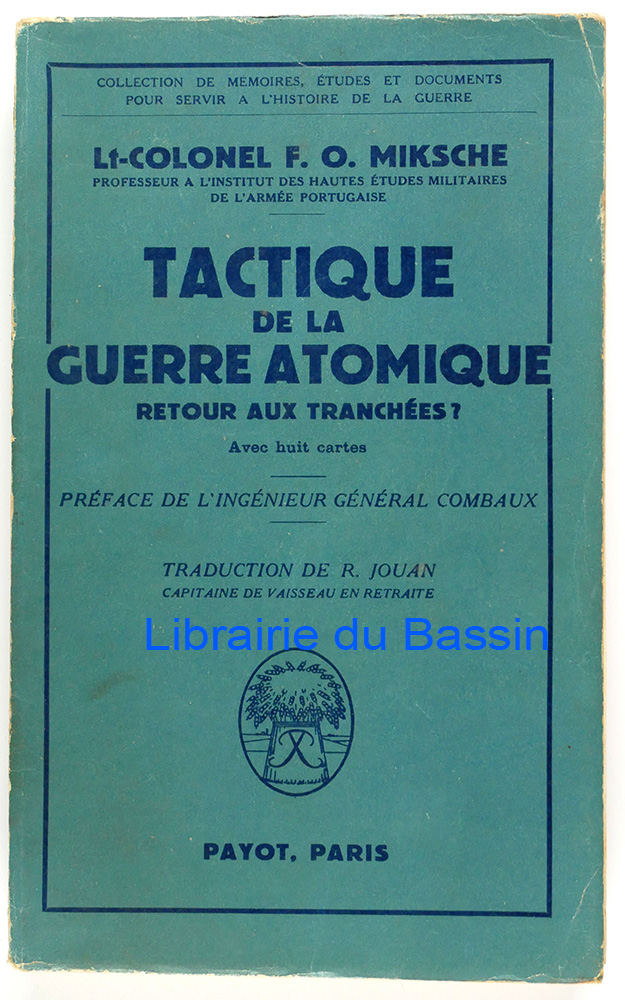 COLLECTION DE MEMOIRES, ÉTUDES ET DOCUMENTS
POUR SERVIR A L'HISTOIRE DE LA GUERRE
Lt-COLONEL F. O. MIKSCHE
PROFESSEUR A L'INSTITUT DES HAUTES ÉTUDES MILITAIRES
DE L'ARMÉE PORTUGAISE
TACTIQUE
DE LA
GUERRE ATOMIQUE
RETOUR AUX TRANCHÉES ?
Avec huit cartes
PRÉFACE DE L'INGÉNIEUR GÉNÉRAL COMBAUX
TRADUCTION DE R. JOUAN
CAPITAINE DE VAISSEAU EN RETRAITE
Librairie du Bassin
PAYOT, PARIS